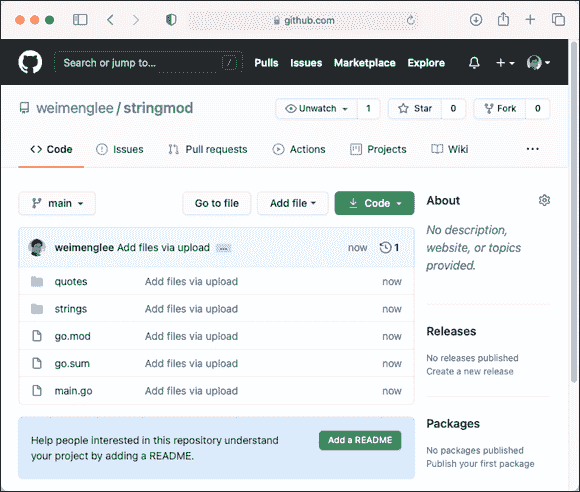 github.com
Search or jump to... /
Pulls Issues Marketplace Explore
weimenglee / stringmod
Unwatch 1 Star 0 Fork 0
Code Issues Pull requests Actions Projects Wiki ...
main Go to file Add file Code
weimenglee Add files via upload ... now 1
quotes Add files via upload now
strings Add files via upload now
go.mod Add files via upload now
go.sum Add files via upload now
main.go Add files via upload now
Help people interested in this repository understand
your project by adding a README.
Add a README
About
No description,
website, or topics
provided.
Releases
No releases published
Create a new release
Packages
No packages published
Publish your first package